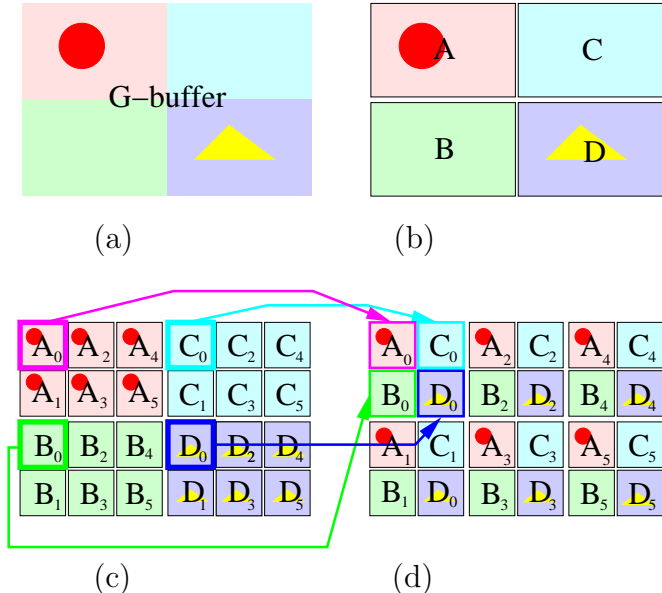 G–buffer
A C
B D
(a) (b)
A0 A2 A4 C0 C2 C4 A0 C0 A2 C2 A4 C4
A1 A3 A5 C1 C3 C5 B0 D0 B2 D2 B4 D4
B0 B2 B4 D0 D2 D4 A1 C1 A3 C3 A5 C5
B1 B3 B5 D1 D3 D5 B1 D0 B3 D3 B5 D5
(c) (d)